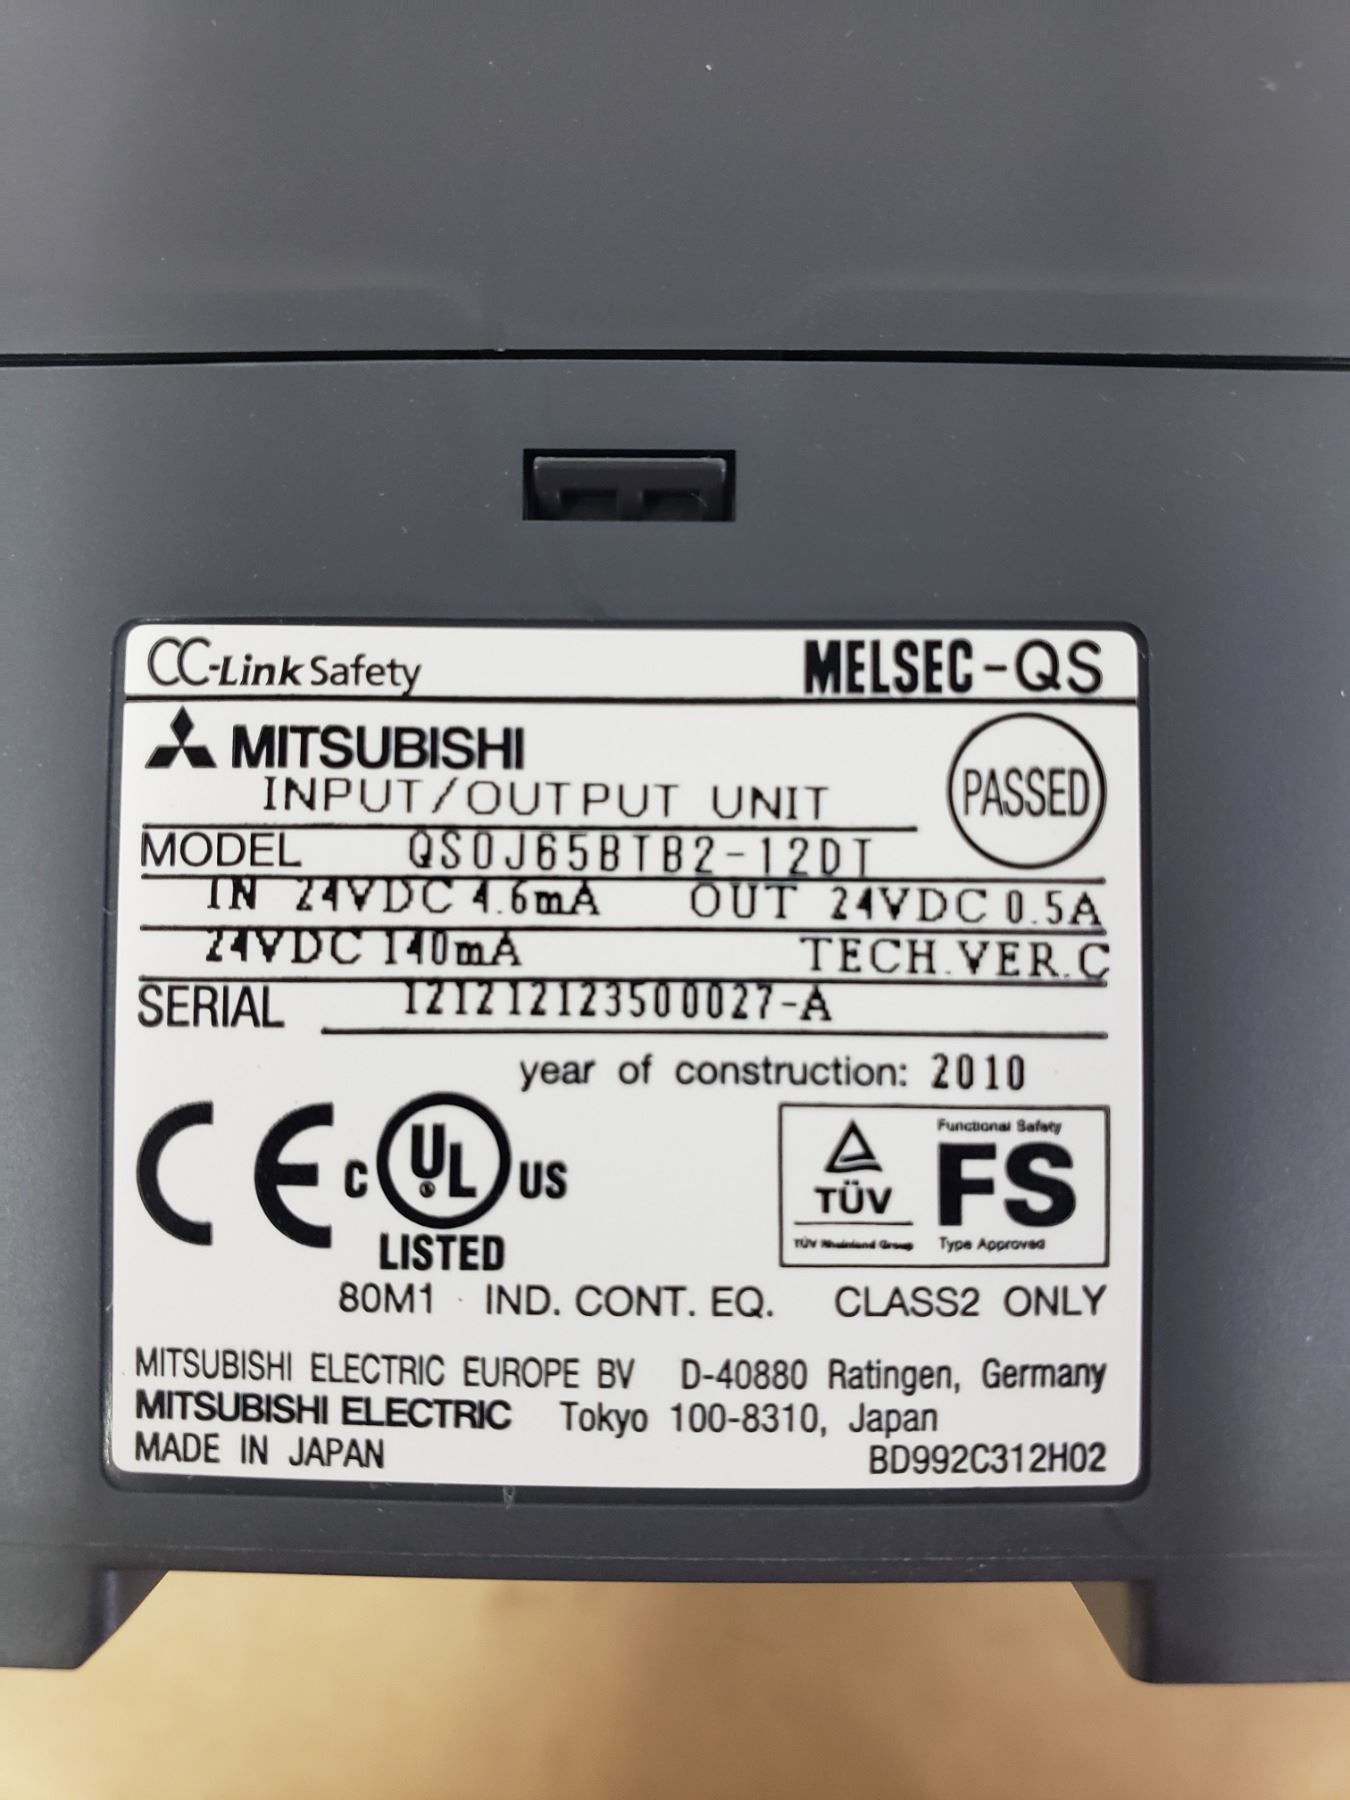 CC-Link Safety MELSEC-QS
MITSUBISHI
INPUT/OUTPUT UNIT
PASSED
MODEL QS0J65BTB2-12DT
IN 24VDC 4.6mA OUT 24VDC 0.5A
24VDC 140mA TECH.VER.C
SERIAL 121212123500027-A
year of construction: 2010
CE C UL US
LISTED
TÜV
TÜV Rheinland Group
Functional Safety
FS
Type Approved
80M1 IND. CONT. EQ. CLASS2 ONLY
MITSUBISHI ELECTRIC EUROPE BV D-40880 Ratingen, Germany
MITSUBISHI ELECTRIC Tokyo 100-8310, Japan
MADE IN JAPAN BD992C312H02